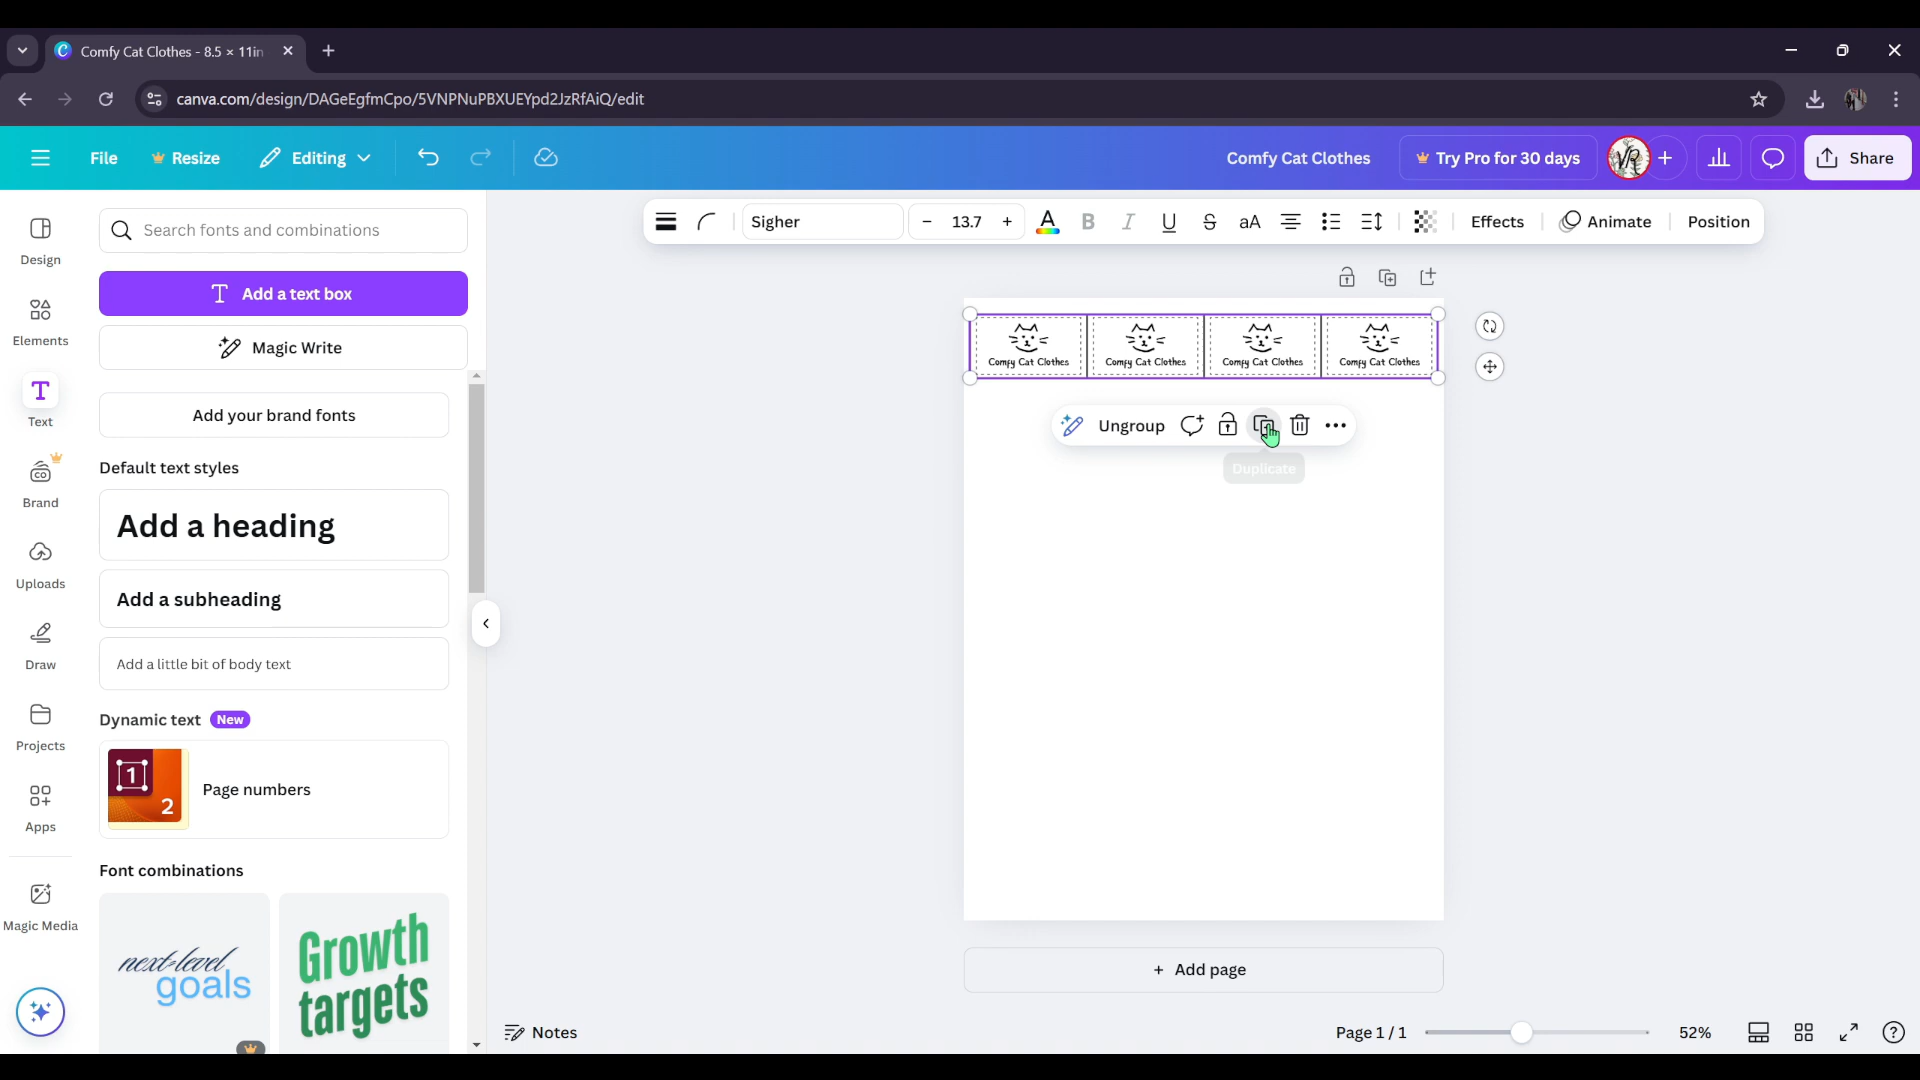 Comfy Cat Clothes - 8.5 × 11in
canva.com/design/DAGeEgfmCpo/5VNPNuPBXUEYpd2JzRfAiQ/edit
File
Resize
Editing
Comfy Cat Clothes
Try Pro for 30 days
Share
Design
Elements
Text
Brand
Uploads
Draw
Projects
Apps
Magic Media
Search fonts and combinations
Add a text box
Magic Write
Add your brand fonts
Default text styles
Add a heading
Add a subheading
Add a little bit of body text
Dynamic text New
1
2
Page numbers
Font combinations
next-level
goals
Growth
targets
Sigher
- 13.7 +
A B I U S aA
Effects
Animate
Position
Comfy Cat Clothes Comfy Cat Clothes Comfy Cat Clothes Comfy Cat Clothes
Ungroup
Duplicate
+ Add page
Notes
Page 1 / 1
52%